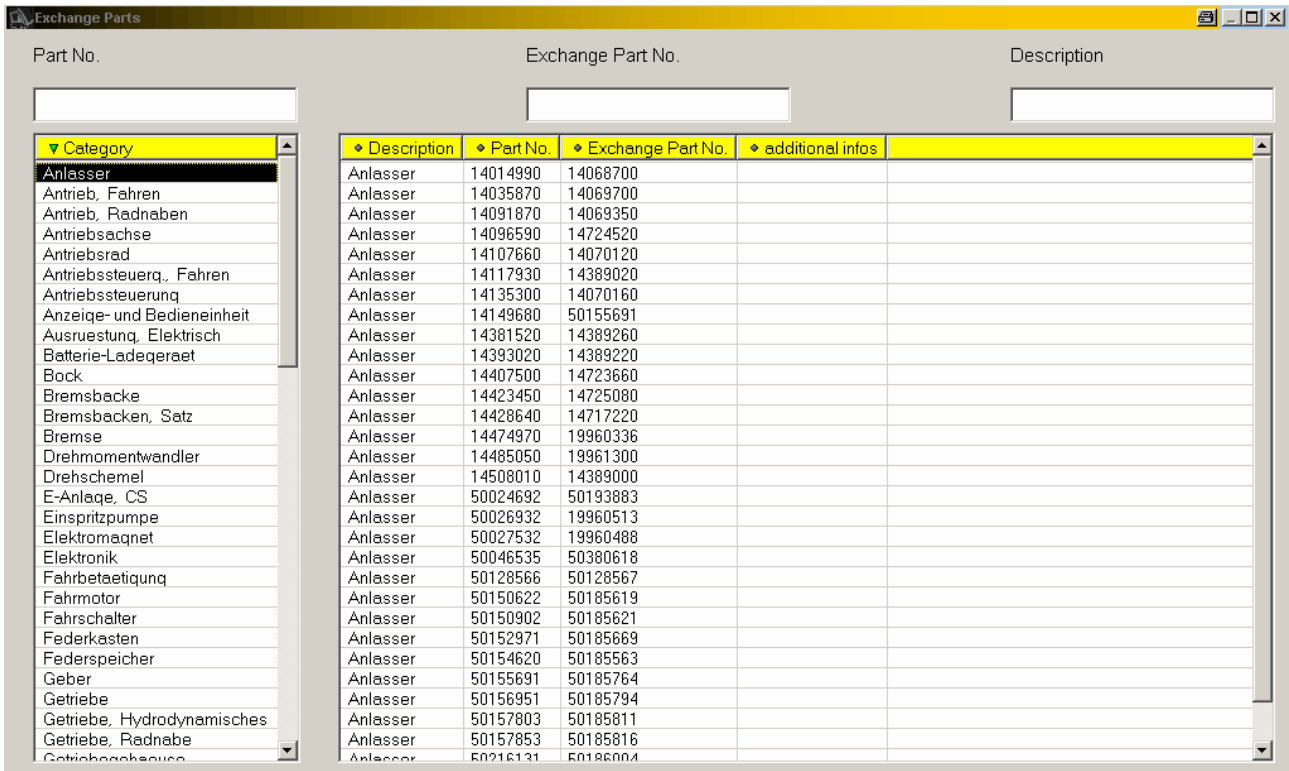 Exchange Parts
Part No.
Exchange Part No.
Description
Category
Anlasser
Antrieb, Fahren
Antrieb, Radnaben
Antriebsachse
Antriebsrad
Antriebssteuerg., Fahren
Antriebssteuerung
Anzeige- und Bedieneinheit
Ausruestung, Elektrisch
Batterie-Ladegeraet
Bock
Bremsbacke
Bremsbacken, Satz
Bremse
Drehmomentwandler
Drehschemel
E-Anlage, CS
Einspritzpumpe
Elektromagnet
Elektronik
Fahrbetaetigung
Fahrmotor
Fahrschalter
Federkasten
Federspeicher
Geber
Getriebe
Getriebe, Hydrodynamisches
Getriebe, Radnabe
Getriebegehaeuse
Description Part No. Exchange Part No. additional infos
Anlasser 14014990 14068700
Anlasser 14035870 14069700
Anlasser 14091870 14069350
Anlasser 14096590 14724520
Anlasser 14107660 14070120
Anlasser 14117930 14389020
Anlasser 14135300 14070160
Anlasser 14149680 50155691
Anlasser 14381520 14389260
Anlasser 14393020 14389220
Anlasser 14407500 14723660
Anlasser 14423450 14725080
Anlasser 14428640 14717220
Anlasser 14474970 19960336
Anlasser 14485050 19961300
Anlasser 14508010 14389000
Anlasser 50024692 50193883
Anlasser 50026932 19960513
Anlasser 50027532 19960488
Anlasser 50046535 50380618
Anlasser 50128566 50128567
Anlasser 50150622 50185619
Anlasser 50150902 50185621
Anlasser 50152971 50185669
Anlasser 50154620 50185563
Anlasser 50155691 50185764
Anlasser 50156951 50185794
Anlasser 50157803 50185811
Anlasser 50157853 50185816
Anlasser